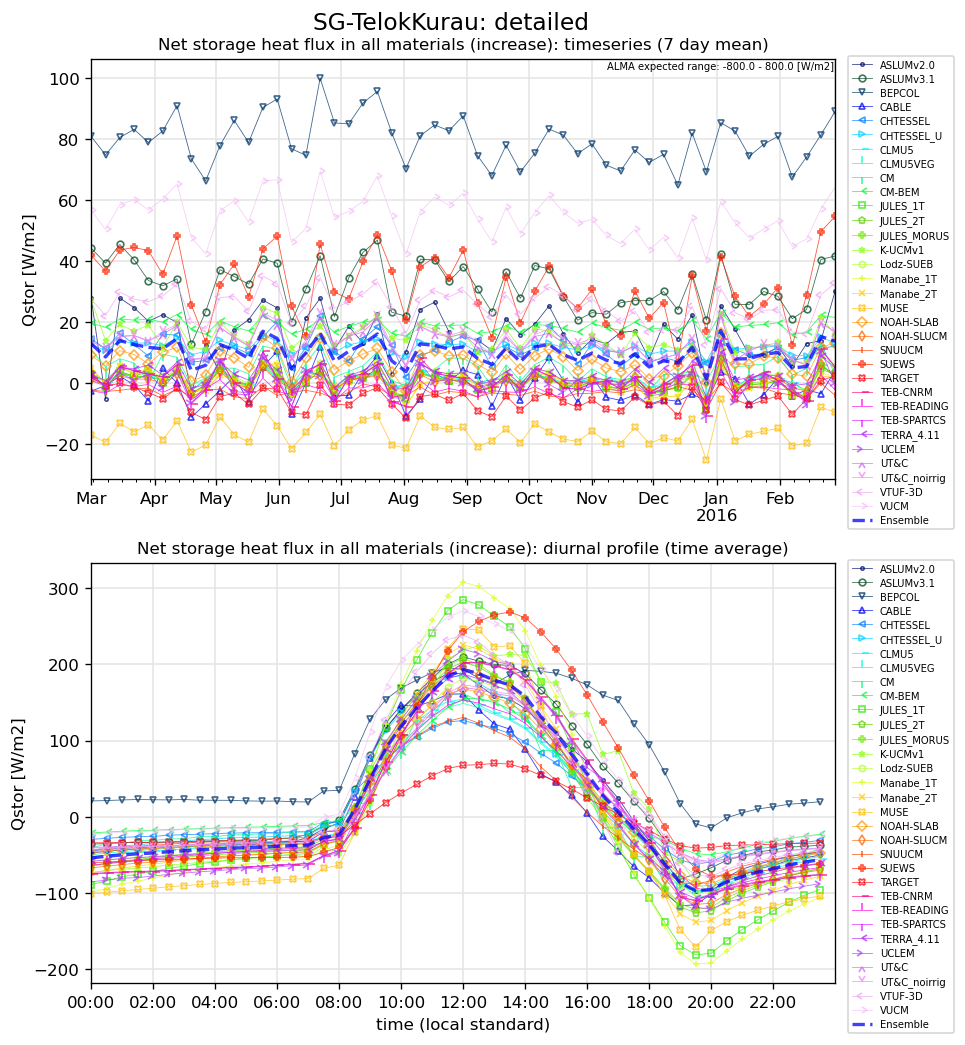 SG-TelokKurau: detailed
Net storage heat flux in all materials (increase): timeseries (7 day mean)
ALMA expected range: -800.0 - 800.0 [W/m2]
Qstor [W/m2]
100
80
60
40
20
0
−20
Mar Apr May Jun Jul Aug Sep Oct Nov Dec Jan Feb
2016
ASLUMv2.0
ASLUMv3.1
BEPCOL
CABLE
CHTESSEL
CHTESSEL_U
CLMU5
CLMU5VEG
CM
CM-BEM
JULES_1T
JULES_2T
JULES_MORUS
K-UCMv1
Lodz-SUEB
Manabe_1T
Manabe_2T
MUSE
NOAH-SLAB
NOAH-SLUCM
SNUUCM
SUEWS
TARGET
TEB-CNRM
TEB-READING
TEB-SPARTCS
TERRA_4.11
UCLEM
UT&C
UT&C_noirrig
VTUF-3D
VUCM
Ensemble
Net storage heat flux in all materials (increase): diurnal profile (time average)
Qstor [W/m2]
300
200
100
0
−100
−200
00:00 02:00 04:00 06:00 08:00 10:00 12:00 14:00 16:00 18:00 20:00 22:00
time (local standard)
ASLUMv2.0
ASLUMv3.1
BEPCOL
CABLE
CHTESSEL
CHTESSEL_U
CLMU5
CLMU5VEG
CM
CM-BEM
JULES_1T
JULES_2T
JULES_MORUS
K-UCMv1
Lodz-SUEB
Manabe_1T
Manabe_2T
MUSE
NOAH-SLAB
NOAH-SLUCM
SNUUCM
SUEWS
TARGET
TEB-CNRM
TEB-READING
TEB-SPARTCS
TERRA_4.11
UCLEM
UT&C
UT&C_noirrig
VTUF-3D
VUCM
Ensemble